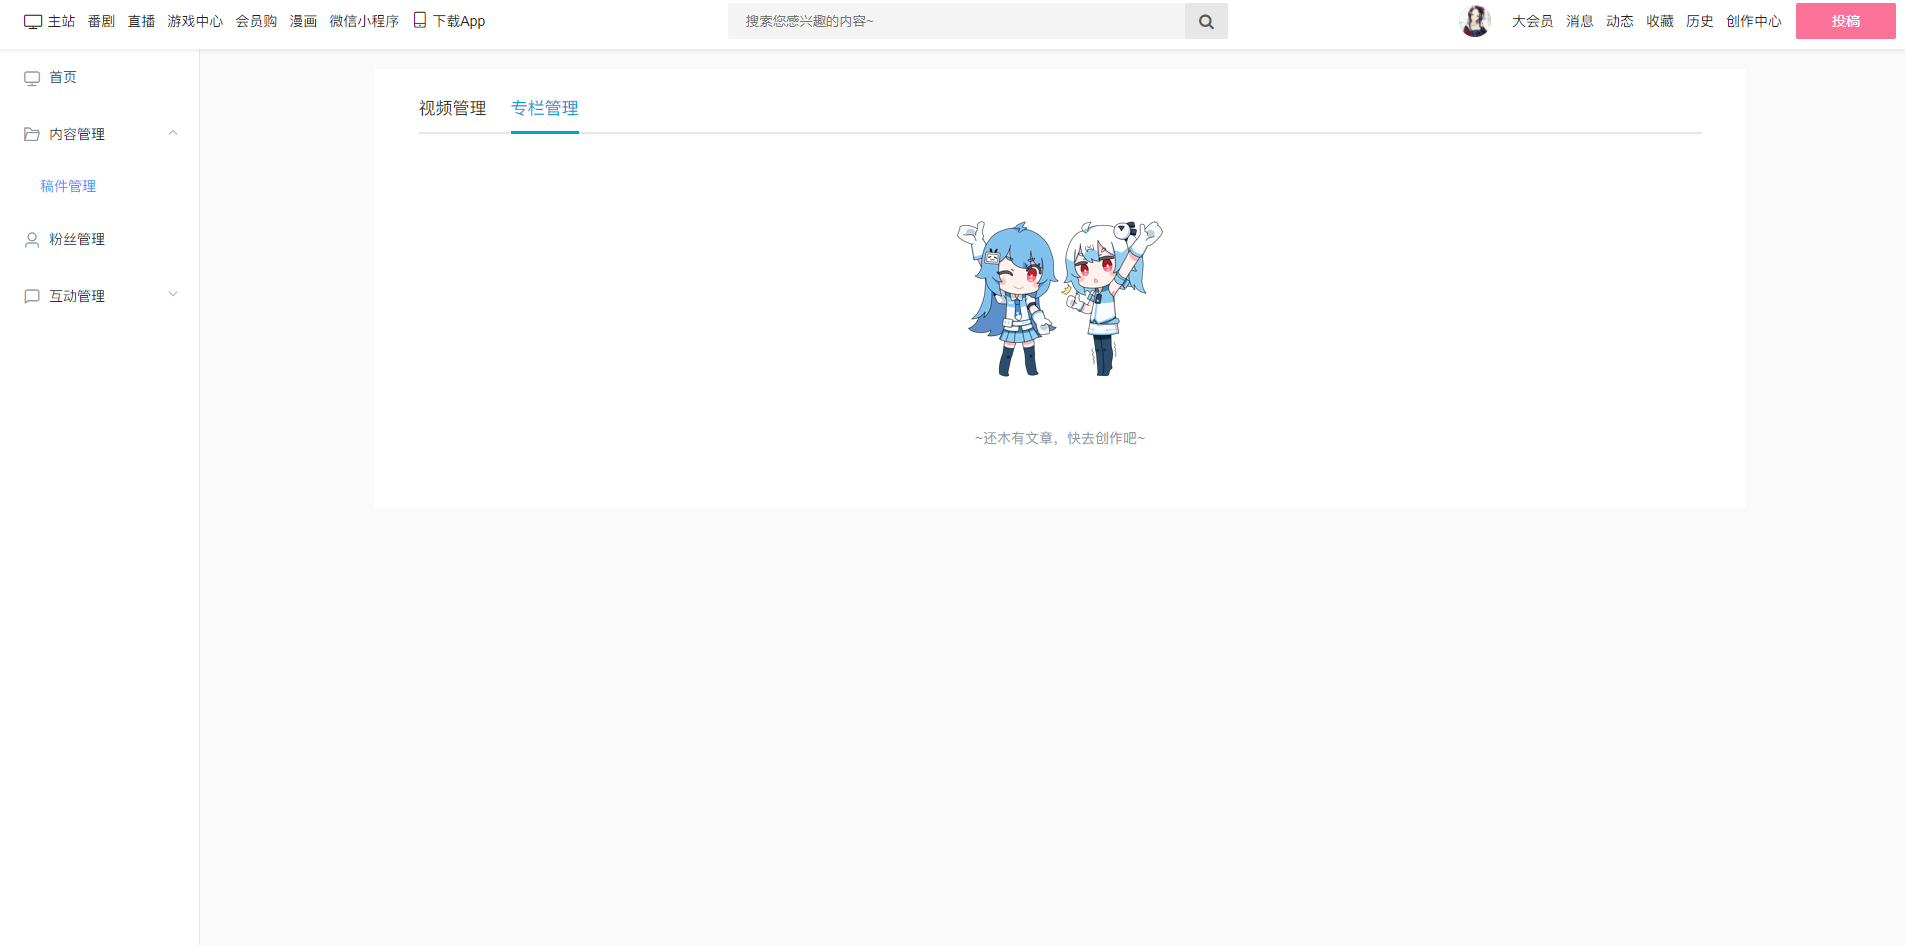 主站 番剧 直播 游戏中心 会员购 漫画 微信小程序 下载App 搜索您感兴趣的内容~ 大会员 消息 动态 收藏 历史 创作中心 投稿
首页
内容管理
稿件管理
粉丝管理
互动管理
视频管理 专栏管理
~还木有文章，快去创作吧~